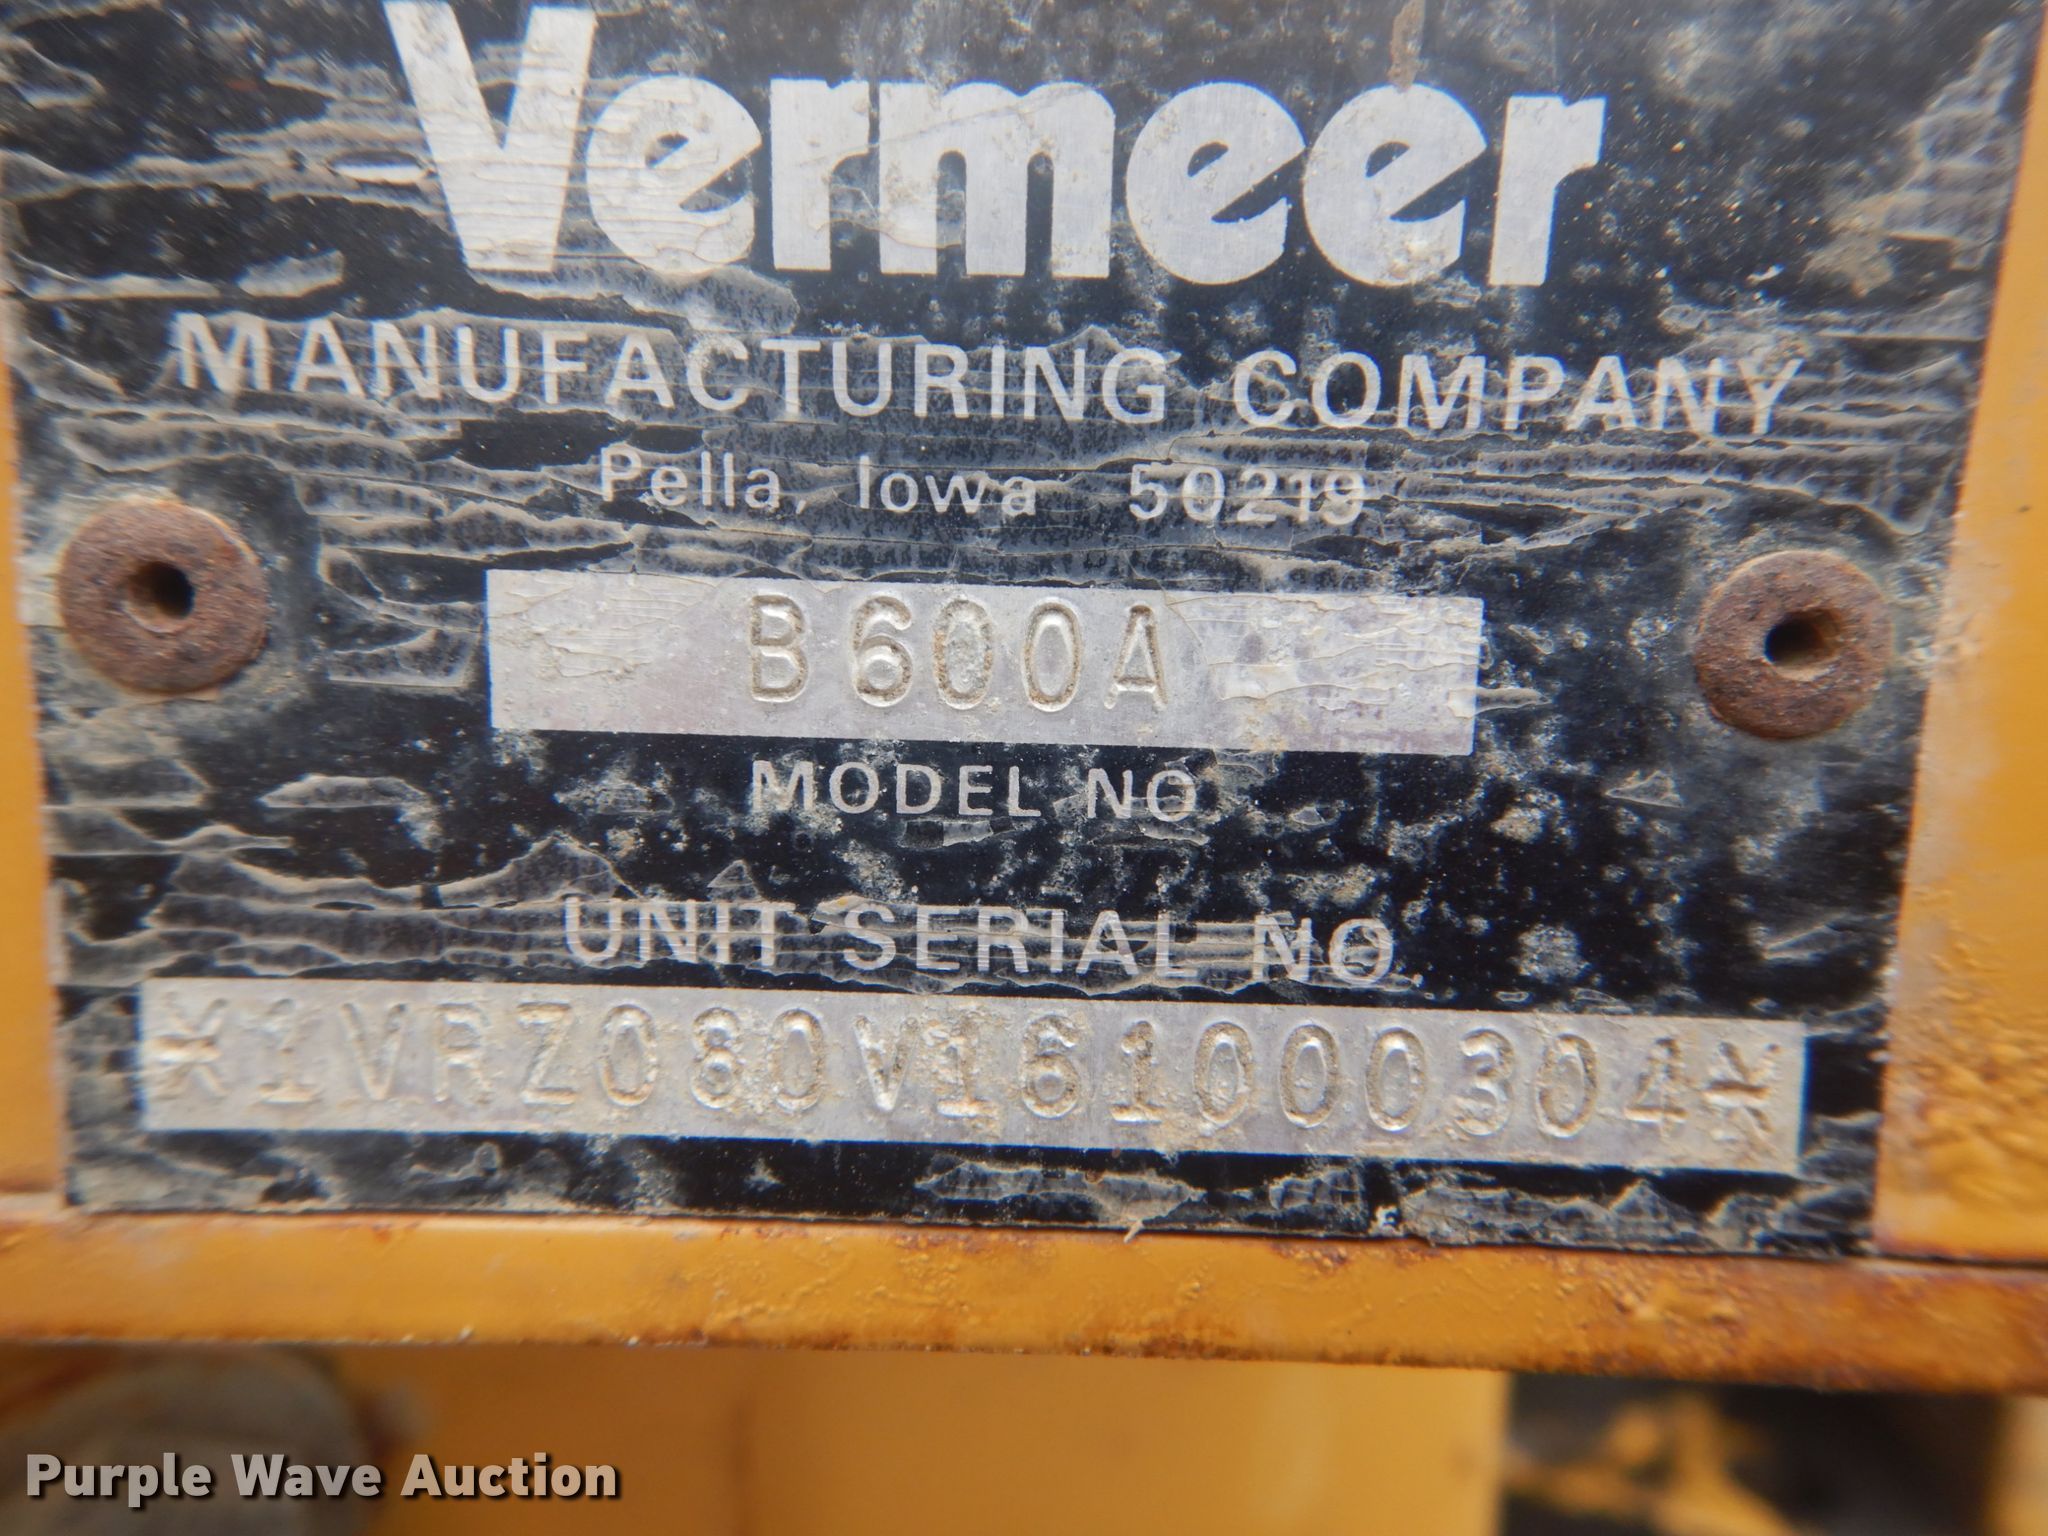 Vermeer
MANUFACTURING COMPANY
Pella, Iowa 50219
B600A
MODEL NO
UNIT SERIAL NO.
*1VRZ080V161000304*
Purple Wave Auction